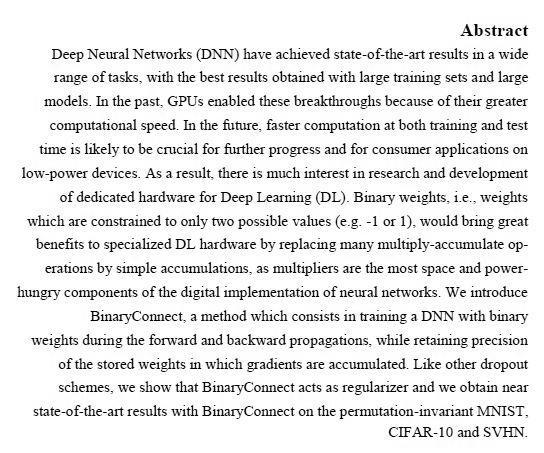 Abstract
Deep Neural Networks (DNN) have achieved state-of-the-art results in a wide
range of tasks, with the best results obtained with large training sets and large
models. In the past, GPUs enabled these breakthroughs because of their greater
computational speed. In the future, faster computation at both training and test
time is likely to be crucial for further progress and for consumer applications on
low-power devices. As a result, there is much interest in research and development
of dedicated hardware for Deep Learning (DL). Binary weights, i.e., weights
which are constrained to only two possible values (e.g. -1 or 1), would bring great
benefits to specialized DL hardware by replacing many multiply-accumulate op-
erations by simple accumulations, as multipliers are the most space and power-
hungry components of the digital implementation of neural networks. We introduce
BinaryConnect, a method which consists in training a DNN with binary
weights during the forward and backward propagations, while retaining precision
of the stored weights in which gradients are accumulated. Like other dropout
schemes, we show that BinaryConnect acts as regularizer and we obtain near
state-of-the-art results with BinaryConnect on the permutation-invariant MNIST,
CIFAR-10 and SVHN.